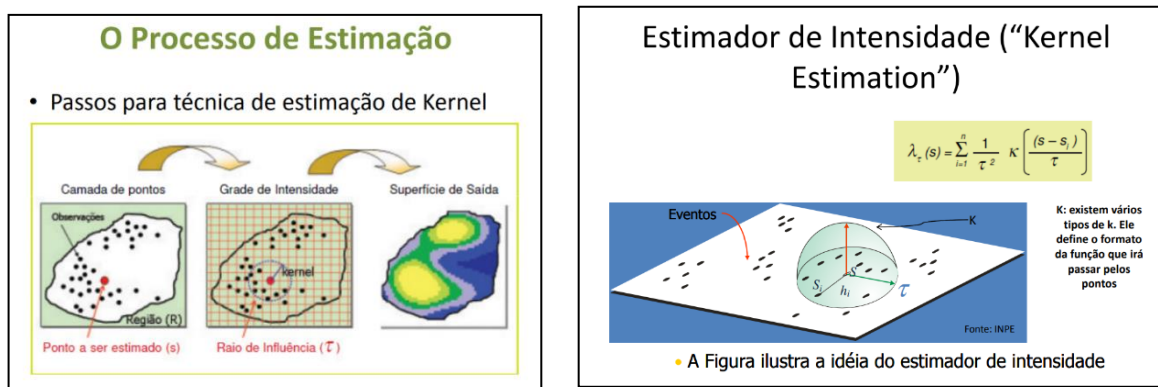 O Processo de Estimação
• Passos para técnica de estimação de Kernel
Camada de pontos
Grade de Intensidade
Superfície de Saída
Observações
kernel
Região (R)
Ponto a ser estimado (s)
Raio de Influência (τ)
Estimador de Intensidade (“Kernel
Estimation”)
λτ (s) = Σ i=1 n 1 / τ² κ ( (s − si) / τ )
Eventos
K
S
Si
hi
τ
K: existem vários
tipos de k. Ele
define o formato
da função que irá
passar pelos
pontos
Fonte: INPE
• A Figura ilustra a idéia do estimador de intensidade